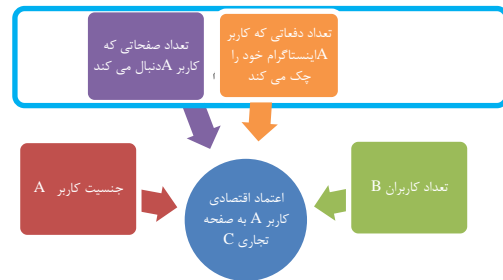 تعداد دفعاتی که کاربر
Aاینستاگرام خود را
چک می کند
و
تعداد صفحاتی که
کاربر Aدنبال می کند
تعداد کاربران B
اعتماد اقتصادی
کاربر A به صفحه
تجاری C
جنسیت کاربر A